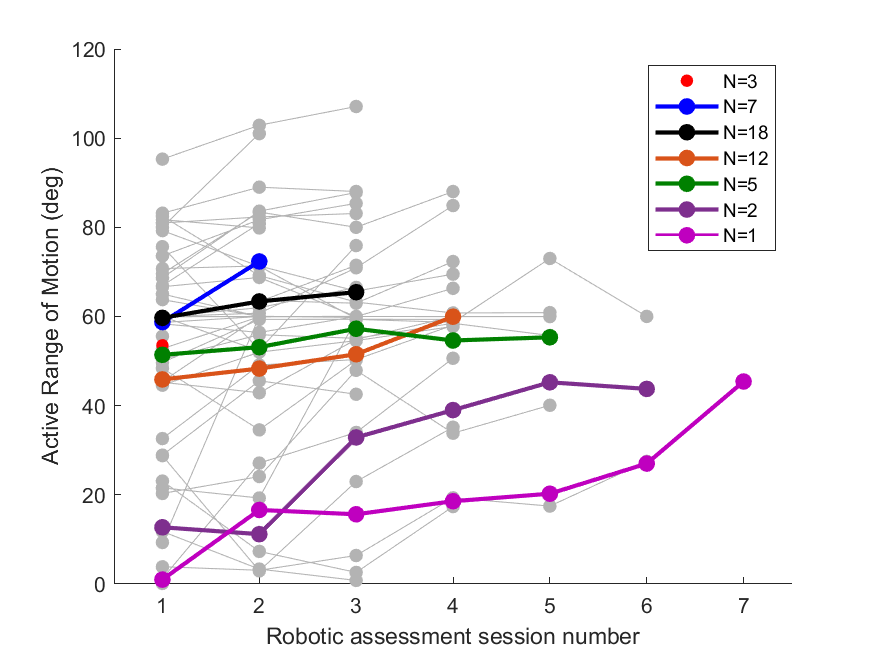 120
100
80
60
40
20
0
Active Range of Motion (deg)
N=3
N=7
N=18
N=12
N=5
N=2
N=1
1 2 3 4 5 6 7
Robotic assessment session number